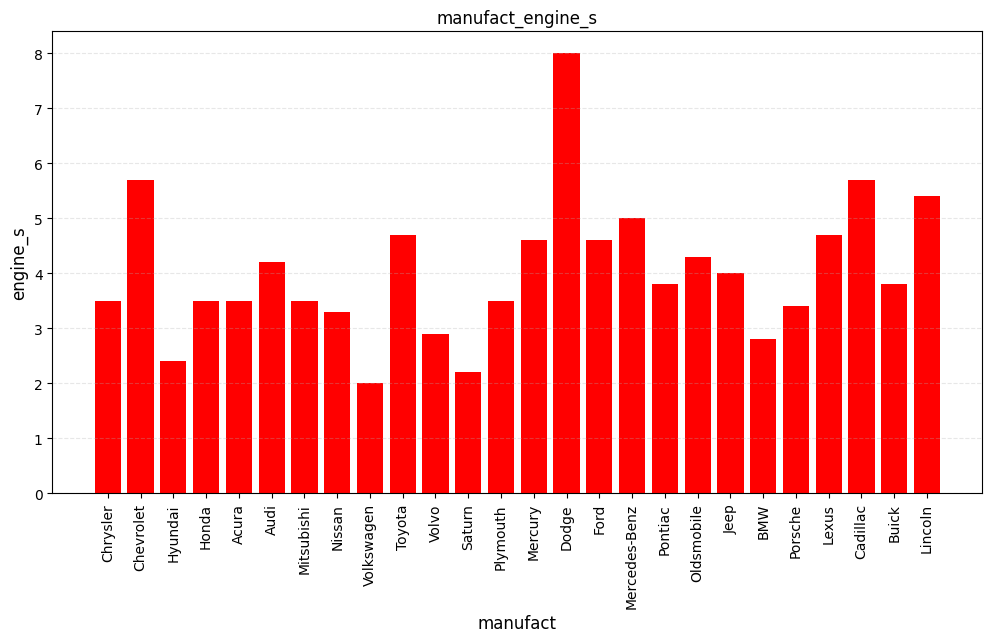 manufact_engine_s
engine_s
8
7
6
5
4
3
2
1
0
Chrysler
Chevrolet
Hyundai
Honda
Acura
Audi
Mitsubishi
Nissan
Volkswagen
Toyota
Volvo
Saturn
Plymouth
Mercury
Dodge
Ford
Mercedes-Benz
Pontiac
Oldsmobile
Jeep
BMW
Porsche
Lexus
Cadillac
Buick
Lincoln
manufact